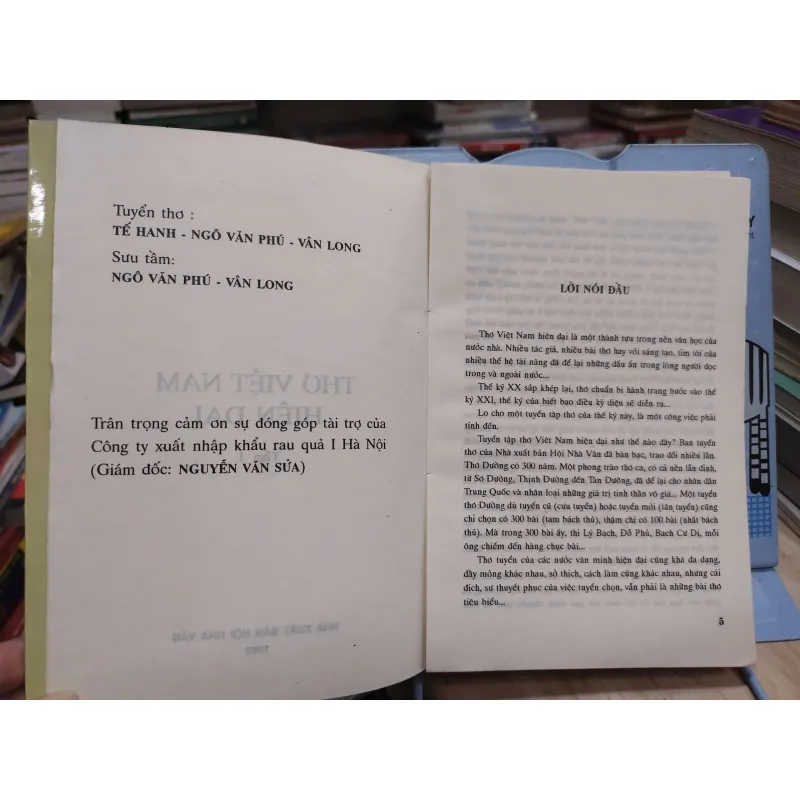 Tuyển thơ :
TẾ HANH - NGÔ VĂN PHÚ - VÂN LONG
Sưu tầm:
NGÔ VĂN PHÚ - VÂN LONG
Trân trọng cảm ơn sự đóng góp tài trợ của
Công ty xuất nhập khẩu rau quả I Hà Nội
(Giám đốc: NGUYỄN VĂN SỬA)
LỜI NÓI ĐẦU
Thơ Việt Nam hiện đại là một thành tựu trong nền văn học của
nước nhà. Nhiều tác giả, nhiều bài thơ hay với sáng tạo, tìm tòi của
nhiều thế hệ tài năng đã để lại những dấu ấn trong lòng người đọc
trong và ngoài nước...
Thế kỷ XX sắp khép lại, thơ chuẩn bị hành trang bước vào thế
kỷ XXI, thế kỷ của biết bao điều kỳ diệu sẽ diễn ra...
Lo cho một tuyển tập thơ của thế kỷ này, là một công việc phải
tính đến.
Tuyển tập thơ Việt Nam hiện đại như thế nào đây? Ban tuyển
thơ của Nhà xuất bản Hội Nhà Văn đã bàn bạc, trao đổi nhiều lần.
Thơ Đường có 300 năm. Một phong trào thơ ca, có cả nền lẫn đỉnh,
từ Sơ Đường, Thịnh Đường đến Tàn Đường, đã để lại cho nhân dân
Trung Quốc và nhân loại những giá trị tinh thần vô giá... Một tuyển
thơ Đường dù tuyển cũ (cựu tuyển) hoặc tuyển mới (tân tuyển) cũng
chỉ chọn có 300 bài (tam bách thủ), thậm chí có 100 bài (nhất bách
thủ). Mà trong 300 bài ấy, thì Lý Bạch, Đỗ Phủ, Bạch Cư Dị, mỗi
ông chiếm đến hàng chục bài...
Thơ tuyển của các nước văn minh hiện đại cũng khá đa dạng,
đầy mỏng khác nhau, sở thích, cách làm cũng khác nhau, nhưng cái
đích, sự thuyết phục của việc tuyển chọn, vẫn phải là những bài thơ
tiêu biểu...
5